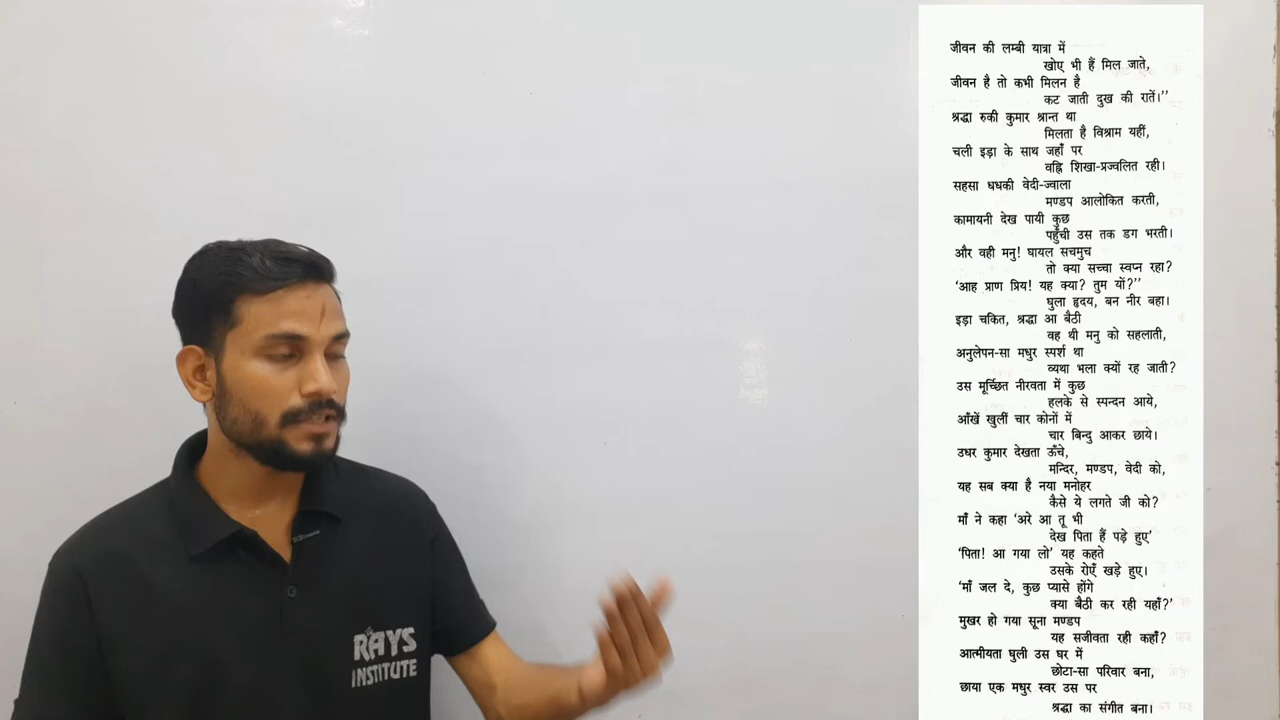 जीवन की लम्बी यात्रा में
खोए भी हैं मिल जाते,
जीवन है तो कभी मिलन है
कट जाती दुख की रातें।’’
श्रद्धा रुकी कुमार श्रान्त था
मिलता है विश्राम यहीं,
चली इड़ा के साथ जहाँ पर
वह्नि शिखा-प्रज्वलित रही।
सहसा धधकी वेदी-ज्वाला
मण्डप आलोकित करती,
कामायनी देख पायी कुछ
पहुँची उस तक डग भरती।
और वही मनु! घायल सचमुच
तो क्या सच्चा स्वप्न रहा?
‘आह प्राण प्रिय! यह क्या? तुम यों?’’
घुला हृदय, बन नीर बहा।
इड़ा चकित, श्रद्धा आ बैठी
वह थी मनु को सहलाती,
अनुलेपन-सा मधुर स्पर्श था
व्यथा भला क्यों रह जाती?
उस मूर्च्छित नीरवता में कुछ
हलके से स्पन्दन आये,
आँखें खुलीं चार कोनों में
चार बिन्दु आकर छाये।
उधर कुमार देखता ऊँचे,
मन्दिर, मण्डप, वेदी को,
यह सब क्या है नया मनोहर
कैसे ये लगते जी को?
माँ ने कहा ‘अरे आ तू भी
देख पिता हैं पड़े हुए’
‘पिता! आ गया लो’ यह कहते
उसके रोएँ खड़े हुए।
‘माँ जल दे, कुछ प्यासे होंगे
क्या बैठी कर रही यहाँ?’
मुखर हो गया सूना मण्डप
यह सजीवता रही कहाँ?
आत्मीयता घुली उस घर में
छोटा-सा परिवार बना,
छाया एक मधुर स्वर उस पर
श्रद्धा का संगीत बना।
RAYS
INSTITUTE